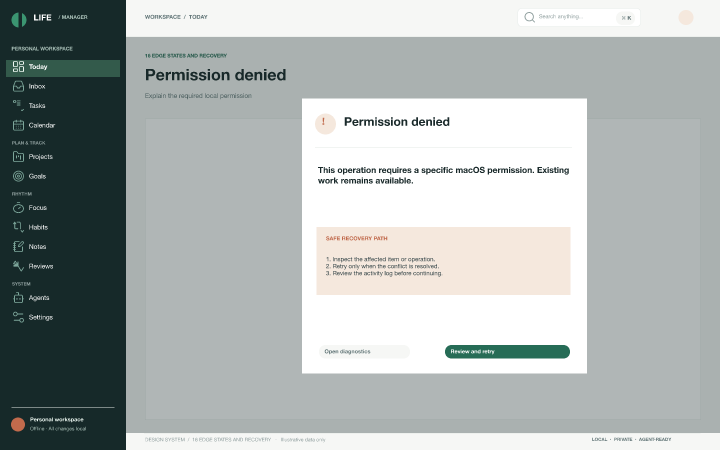 LIFE / MANAGER
WORKSPACE / TODAY
Search anything...
⌘ K
PERSONAL WORKSPACE
Today
Inbox
Tasks
Calendar
PLAN & TRACK
Projects
Goals
RHYTHM
Focus
Habits
Notes
Reviews
SYSTEM
Agents
Settings
Personal workspace
Offline · All changes local
16 EDGE STATES AND RECOVERY
Permission denied
Explain the required local permission
!
Permission denied
This operation requires a specific macOS permission. Existing
work remains available.
SAFE RECOVERY PATH
1. Inspect the affected item or operation.
2. Retry only when the conflict is resolved.
3. Review the activity log before continuing.
Open diagnostics
Review and retry
DESIGN SYSTEM / 16 EDGE STATES AND RECOVERY · Illustrative data only
LOCAL · PRIVATE · AGENT-READY